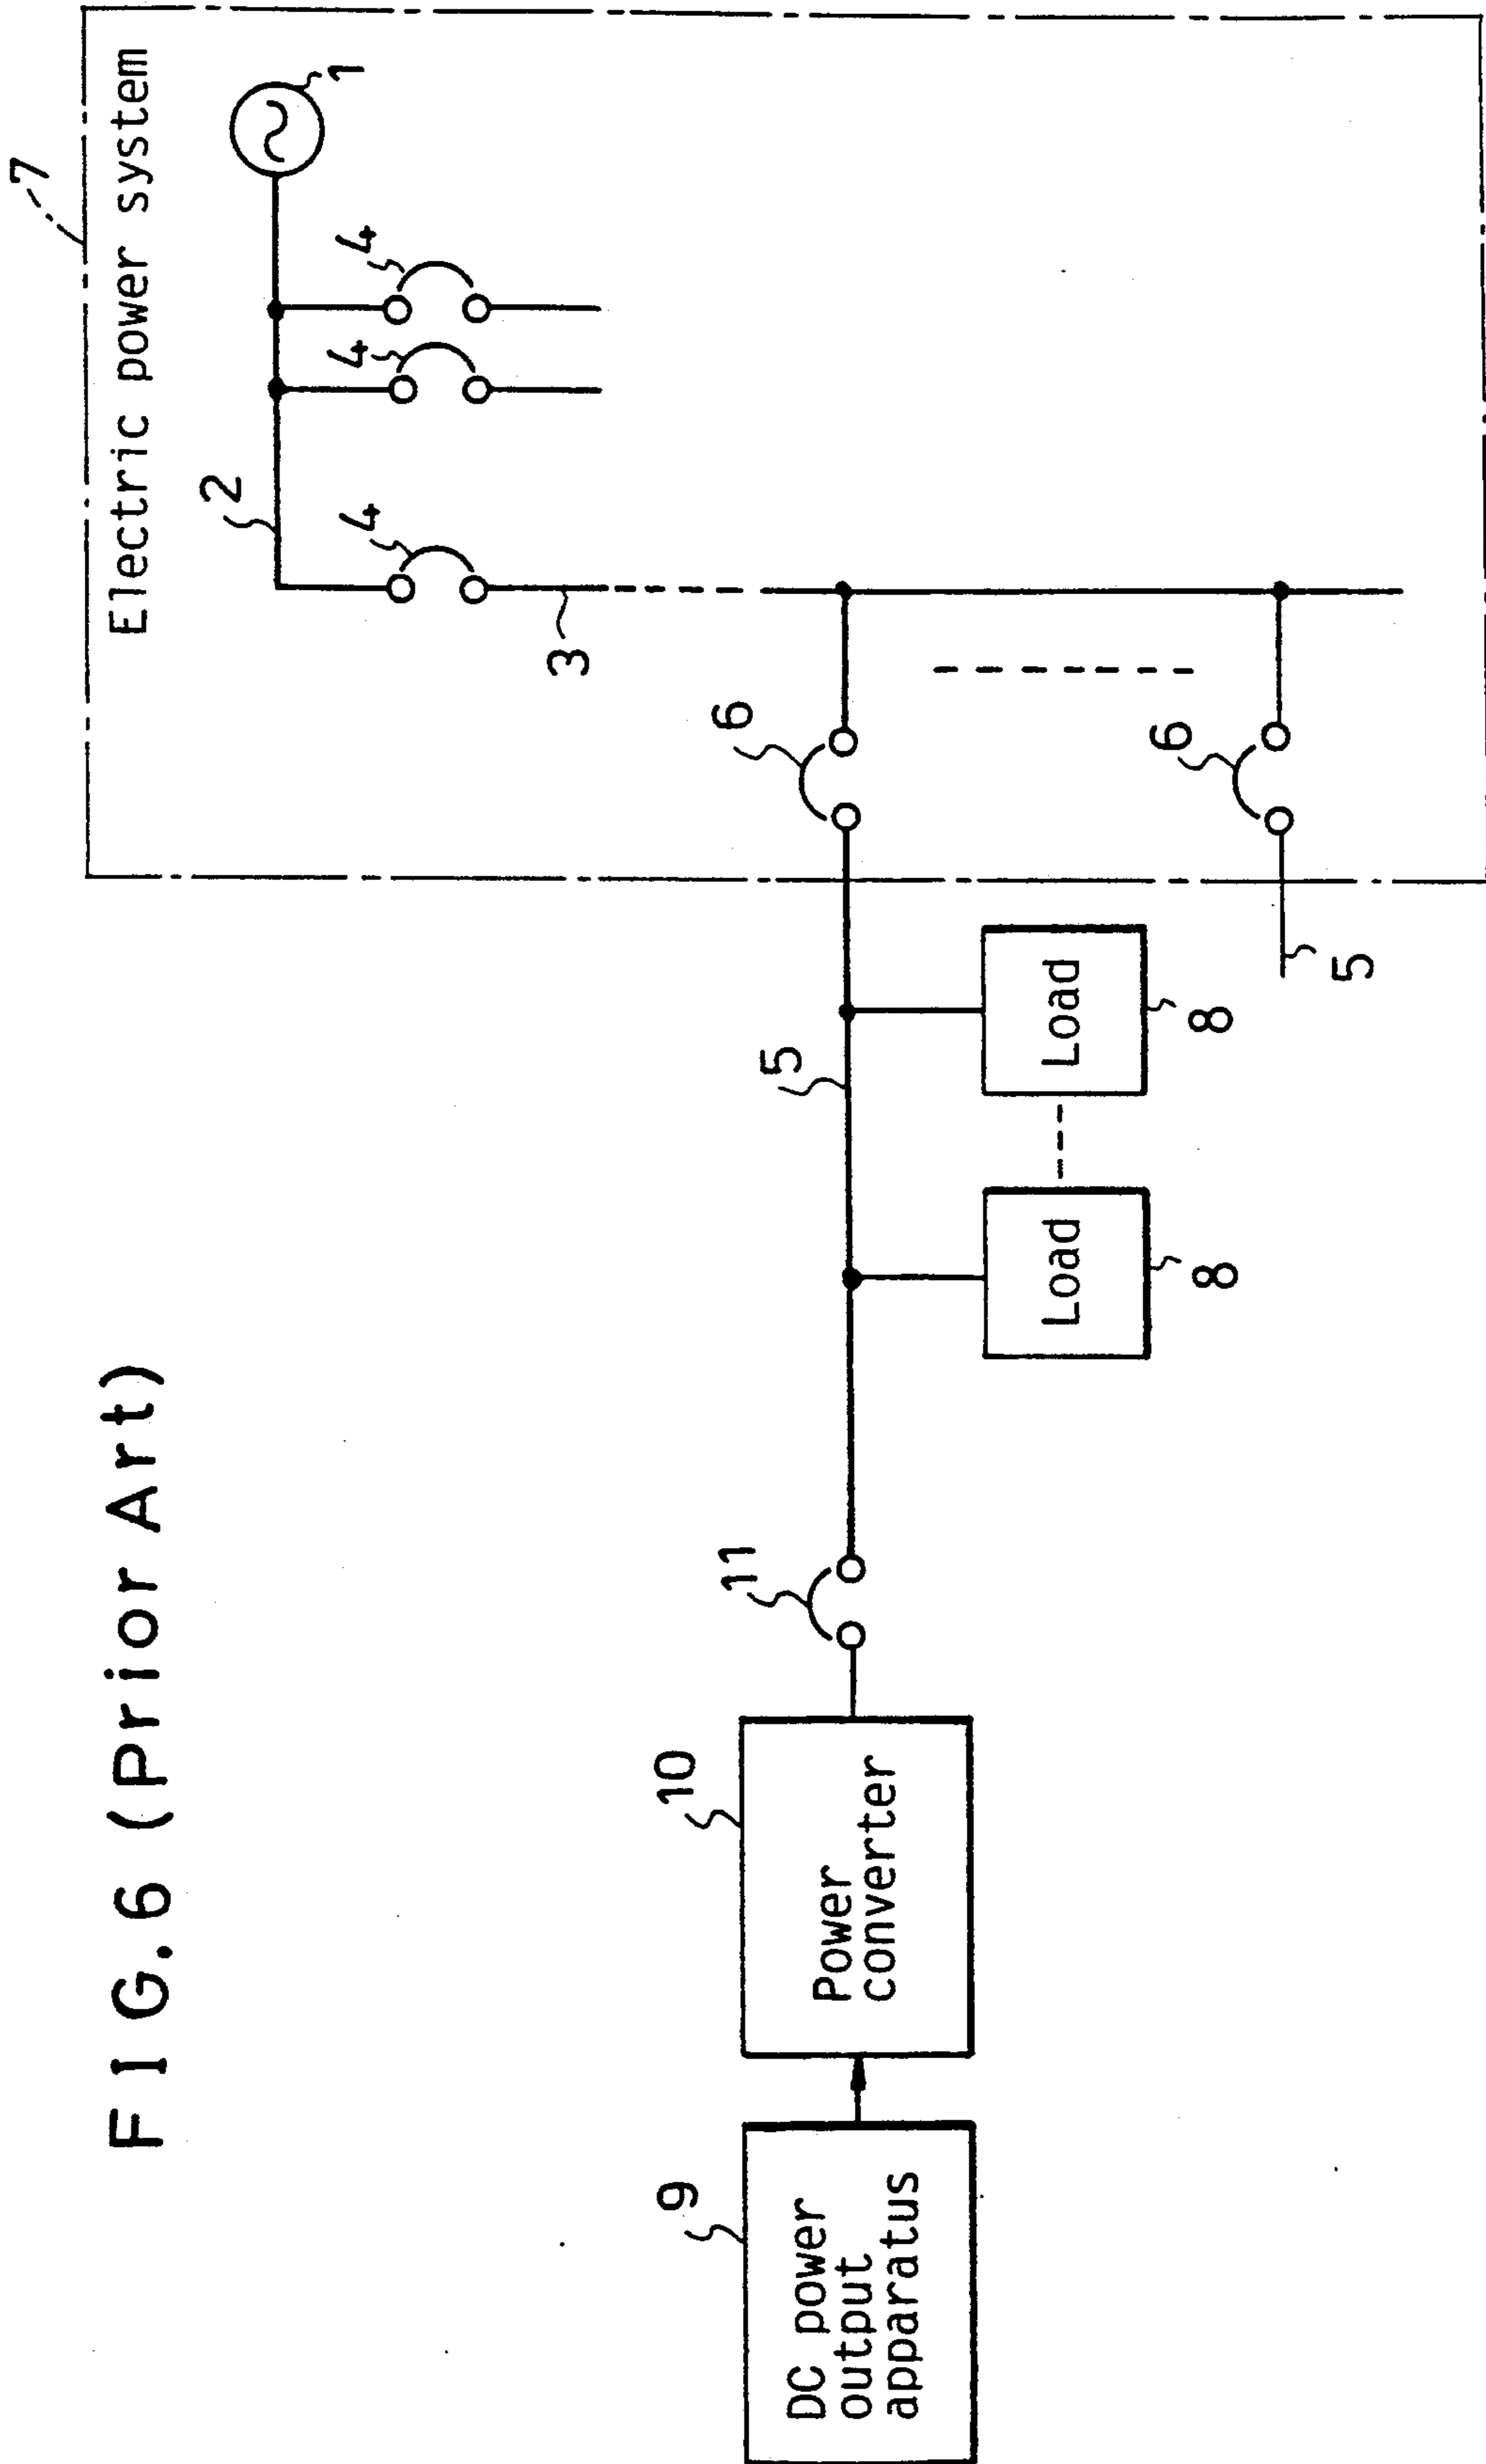 FIG.6 (Prior Art)
7
Electric power system
1
2
4
4
4
3
6
6
5
5
Load
8
Load
8
11
10
Power
converter
9
DC power
output
apparatus